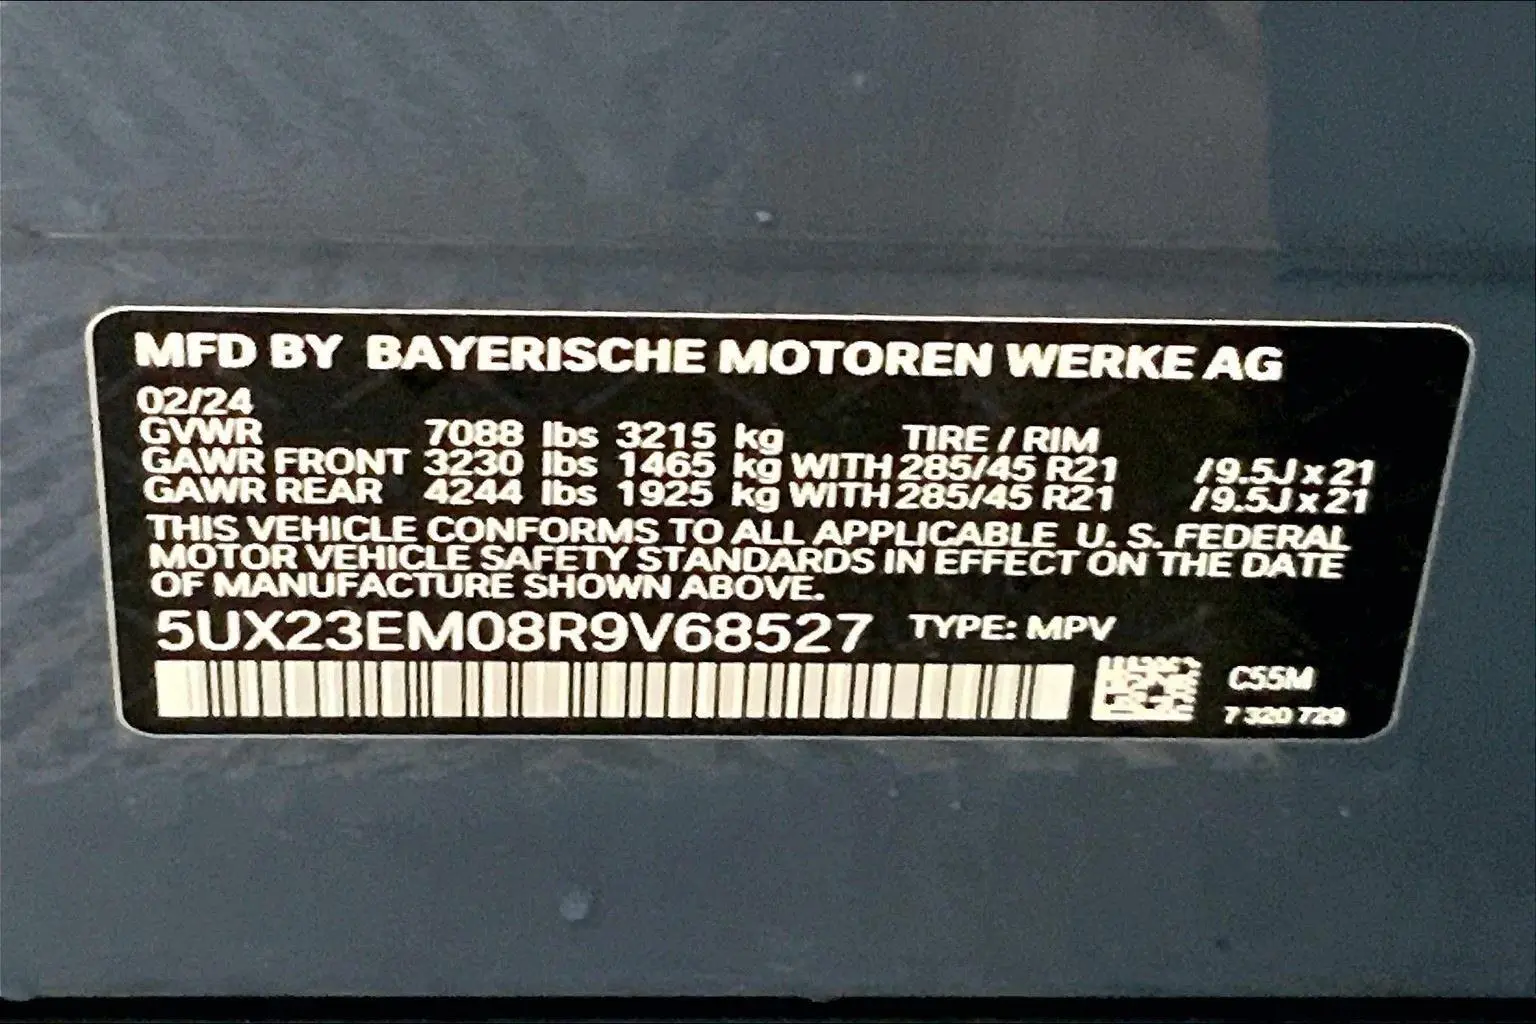 MFD BY BAYERISCHE MOTOREN WERKE AG
02/24
GVWR 7088 lbs 3215 kg TIRE / RIM
GAWR FRONT 3230 lbs 1465 kg WITH 285/45 R21 / 9.5J x 21
GAWR REAR 4244 lbs 1925 kg WITH 285/45 R21 / 9.5J x 21
THIS VEHICLE CONFORMS TO ALL APPLICABLE U. S. FEDERAL
MOTOR VEHICLE SAFETY STANDARDS IN EFFECT ON THE DATE
OF MANUFACTURE SHOWN ABOVE.
5UX23EM08R9V68527 TYPE: MPV
C55M
7 320 729